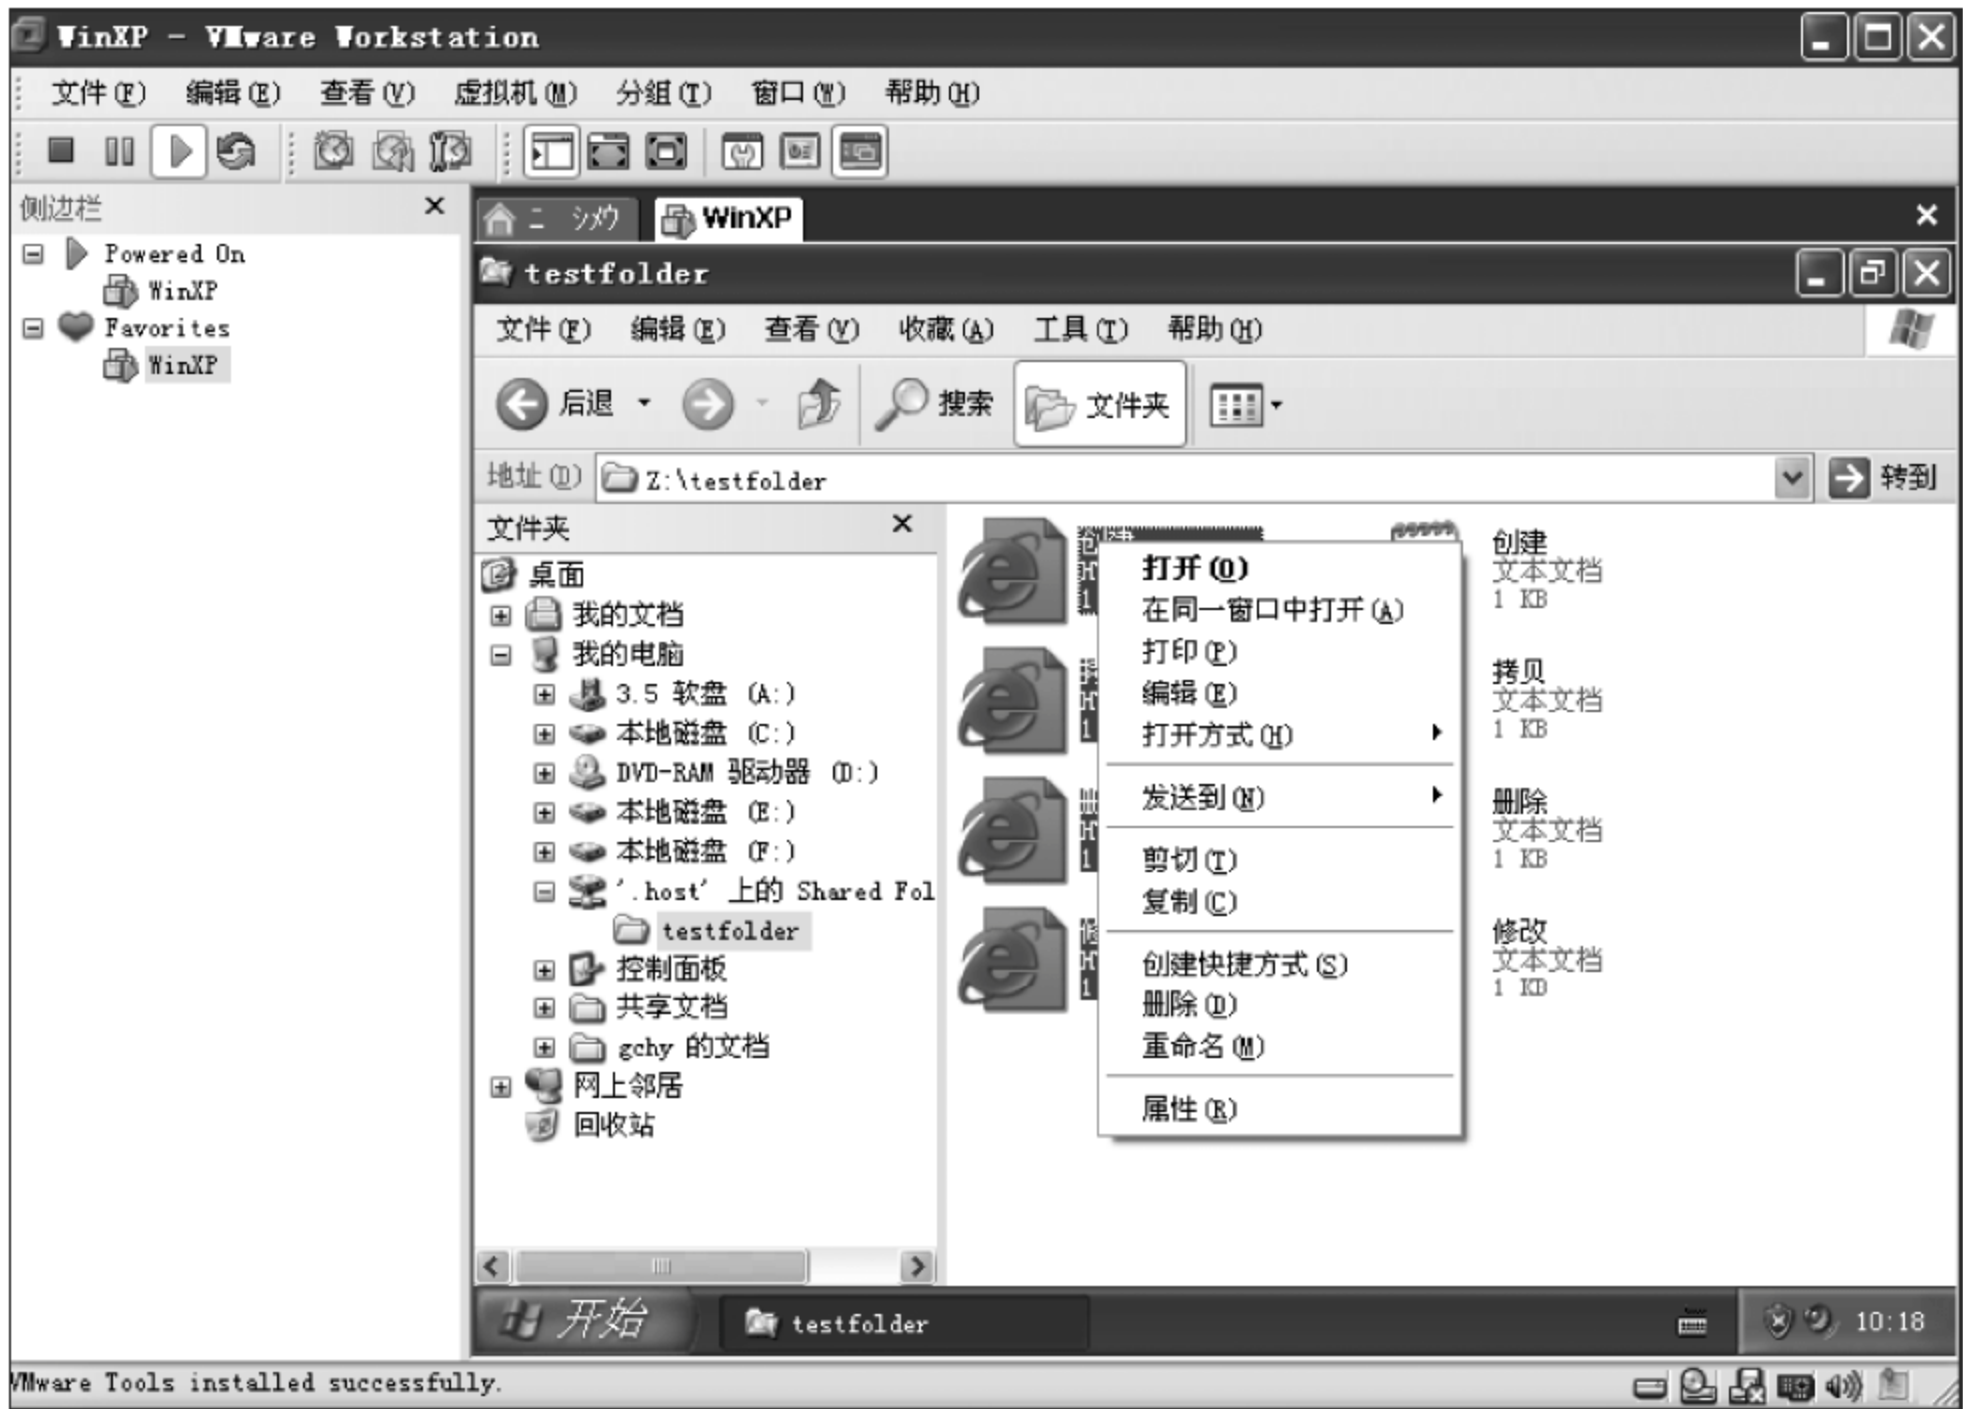 WinXP - VMware Workstation
文件(F) 编辑(E) 查看(V) 虚拟机(M) 分组(T) 窗口(W) 帮助(H)
侧边栏
Powered On
WinXP
Favorites
WinXP
ニ シメウ
WinXP
testfolder
文件(F) 编辑(E) 查看(V) 收藏(A) 工具(T) 帮助(H)
后退 搜索 文件夹
地址(D) Z:\testfolder 转到
文件夹
桌面
我的文档
我的电脑
3.5 软盘 (A:)
本地磁盘 (C:)
DVD-RAM 驱动器 (D:)
本地磁盘 (E:)
本地磁盘 (F:)
'.host' 上的 Shared Fol
testfolder
控制面板
共享文档
gchy 的文档
网上邻居
回收站
打开(O)
在同一窗口中打开(A)
打印(P)
编辑(E)
打开方式(H)
发送到(N)
剪切(T)
复制(C)
创建快捷方式(S)
删除(D)
重命名(M)
属性(R)
创建
文本文档
1 KB
拷贝
文本文档
1 KB
删除
文本文档
1 KB
修改
文本文档
1 KB
开始 testfolder 10:18
VMware Tools installed successfully.